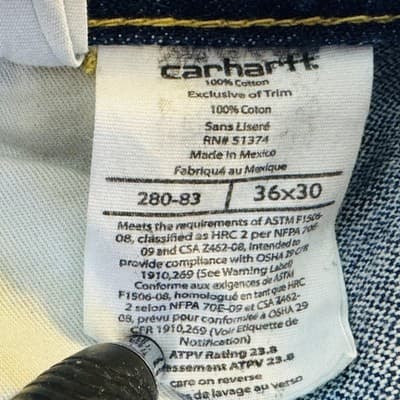 carhartt
100% Cotton
Exclusive of Trim
100% Coton
Sans Liseré
RN# 51374
Made in Mexico
Fabriqué au Mexique
280-83 36x30
Meets the requirements of ASTM F1506-
08, classified as HRC 2 per NFPA 70E-
09 and CSA Z462-08, Intended to
provide compliance with OSHA 29 CFR
1910,269 (See Warning Label)
Conforme aux exigences de ASTM
F1506-08, homologué en tant que HRC
2 selon NFPA 70E-09 et CSA Z462-
08, prévu pour conformité à OSHA 29
CFR 1910,269 (Voir Etiquette de
Notification)
ATPV Rating 23.8
ssement ATPV 23.8
care on reverse
s de lavage au verso